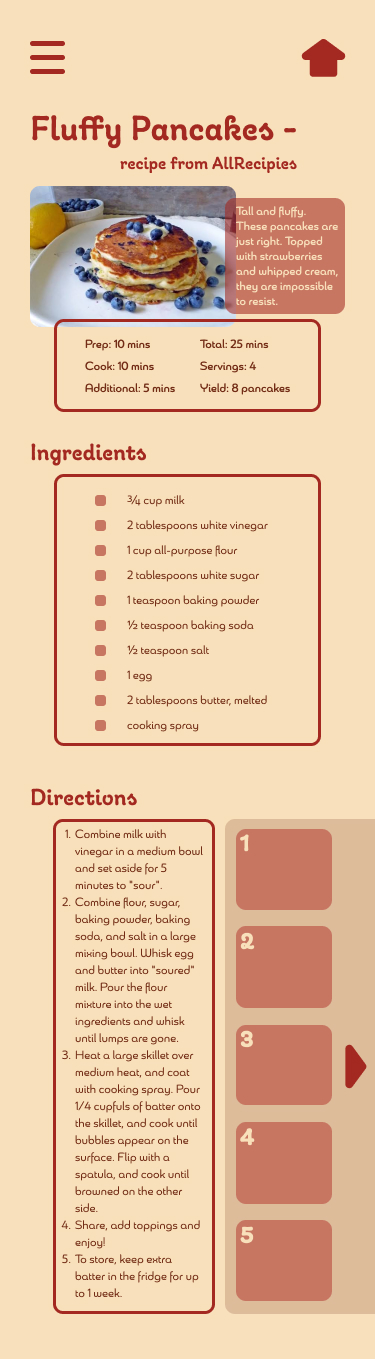 Fluffy Pancakes -
recipe from AllRecipies
Tall and fluffy.
These pancakes are
just right. Topped
with strawberries
and whipped cream,
they are impossible
to resist.
Prep: 10 mins
Total: 25 mins
Cook: 10 mins
Servings: 4
Additional: 5 mins
Yield: 8 pancakes
Ingredients
¾ cup milk
2 tablespoons white vinegar
1 cup all-purpose flour
2 tablespoons white sugar
1 teaspoon baking powder
½ teaspoon baking soda
½ teaspoon salt
1 egg
2 tablespoons butter, melted
cooking spray
Directions
1. Combine milk with
vinegar in a medium bowl
and set aside for 5
minutes to "sour".
2. Combine flour, sugar,
baking powder, baking
soda, and salt in a large
mixing bowl. Whisk egg
and butter into "soured"
milk. Pour the flour
mixture into the wet
ingredients and whisk
until lumps are gone.
3. Heat a large skillet over
medium heat, and coat
with cooking spray. Pour
1/4 cupfuls of batter onto
the skillet, and cook until
bubbles appear on the
surface. Flip with a
spatula, and cook until
browned on the other
side.
4. Share, add toppings and
enjoy!
5. To store, keep extra
batter in the fridge for up
to 1 week.
1
2
3
4
5